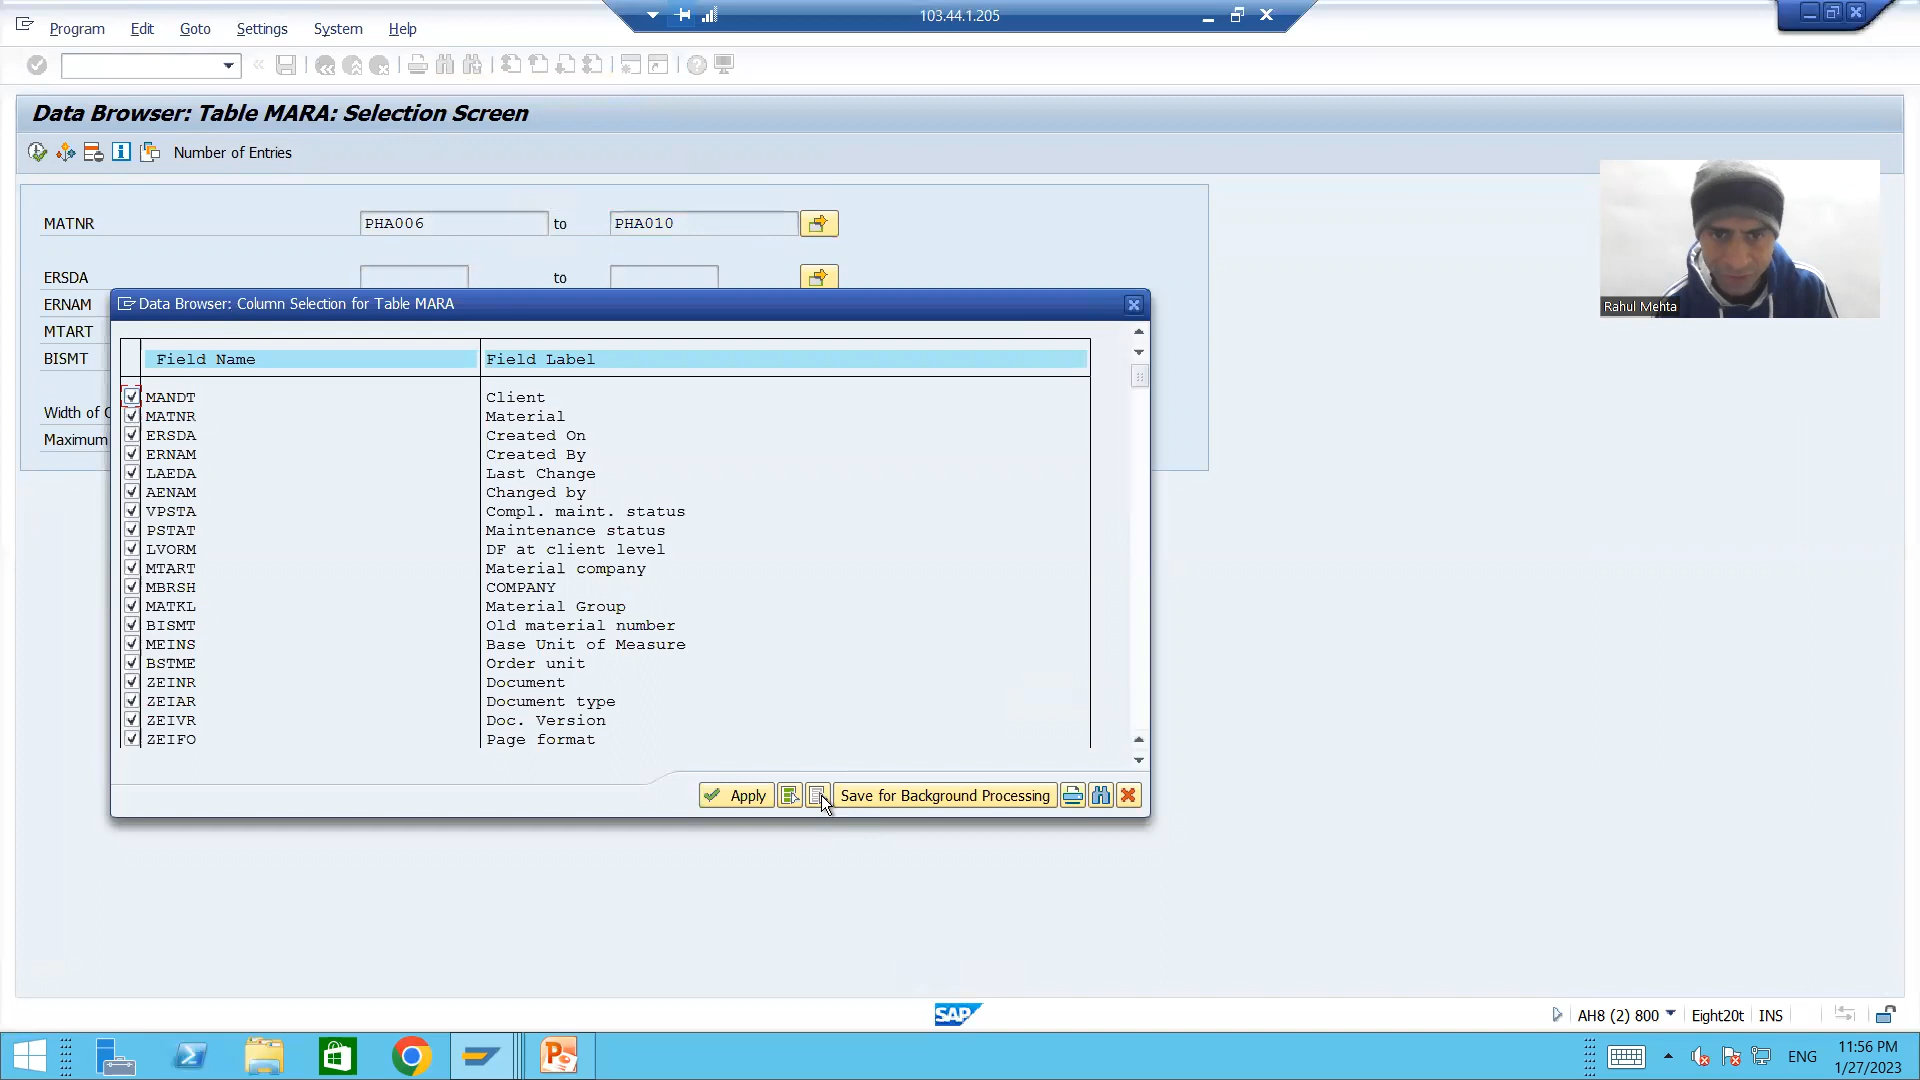 103.44.1.205
Program Edit Goto Settings System Help
Data Browser: Table MARA: Selection Screen
Number of Entries
MATNR PHA006 to PHA010
ERSDA to
ERNAM
MTART
BISMT
Width of
Maximum
Data Browser: Column Selection for Table MARA
Field Name Field Label
MANDT Client
MATNR Material
ERSDA Created On
ERNAM Created By
LAEDA Last Change
AENAM Changed by
VPSTA Compl. maint. status
PSTAT Maintenance status
LVORM DF at client level
MTART Material company
MBRSH COMPANY
MATKL Material Group
BISMT Old material number
MEINS Base Unit of Measure
BSTME Order unit
ZEINR Document
ZEIAR Document type
ZEIVR Doc. Version
ZEIFO Page format
Apply Save for Background Processing
Rahul Mehta
SAP
AH8 (2) 800 Eight20t INS
ENG
11:56 PM
1/27/2023